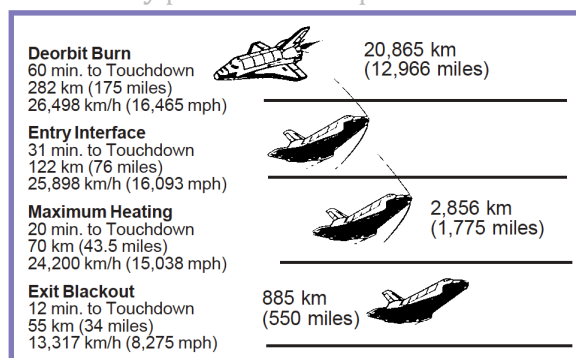 Deorbit Burn
60 min. to Touchdown
282 km (175 miles)
26,498 km/h (16,465 mph)
20,865 km
(12,966 miles)
Entry Interface
31 min. to Touchdown
122 km (76 miles)
25,898 km/h (16,093 mph)
Maximum Heating
20 min. to Touchdown
70 km (43.5 miles)
24,200 km/h (15,038 mph)
2,856 km
(1,775 miles)
Exit Blackout
12 min. to Touchdown
55 km (34 miles)
13,317 km/h (8,275 mph)
885 km
(550 miles)